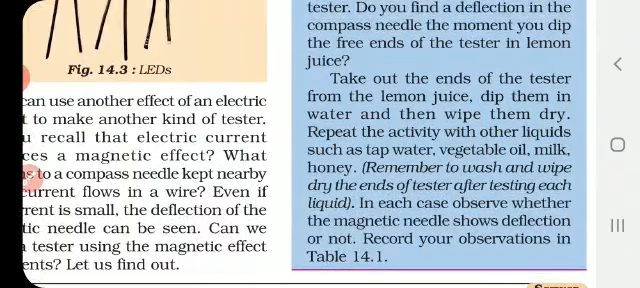 Fig. 14.3 : LEDs
can use another effect of an electric
to make another kind of tester.
recall that electric current
a magnetic effect? What
to a compass needle kept nearby
current flows in a wire? Even if
is small, the deflection of the
needle can be seen. Can we
tester using the magnetic effect
? Let us find out.
tester. Do you find a deflection in the
compass needle the moment you dip
the free ends of the tester in lemon
juice?
Take out the ends of the tester
from the lemon juice, dip them in
water and then wipe them dry.
Repeat the activity with other liquids
such as tap water, vegetable oil, milk,
honey. (Remember to wash and wipe
dry the ends of tester after testing each
liquid). In each case observe whether
the magnetic needle shows deflection
or not. Record your observations in
Table 14.1.